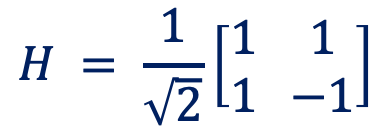 H = 1/√2 [1 1
1 −1]